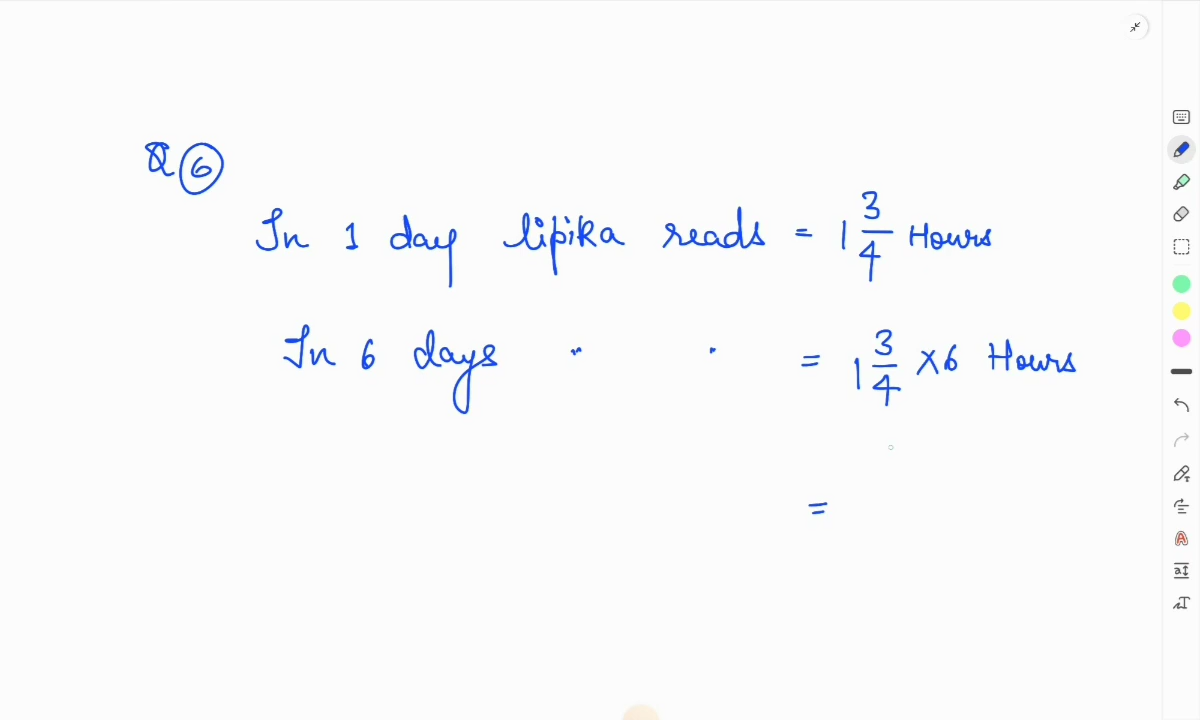 Q 6
In 1 day lipika reads = 1 3/4 Hours
In 6 days " " = 1 3/4 × 6 Hours
=